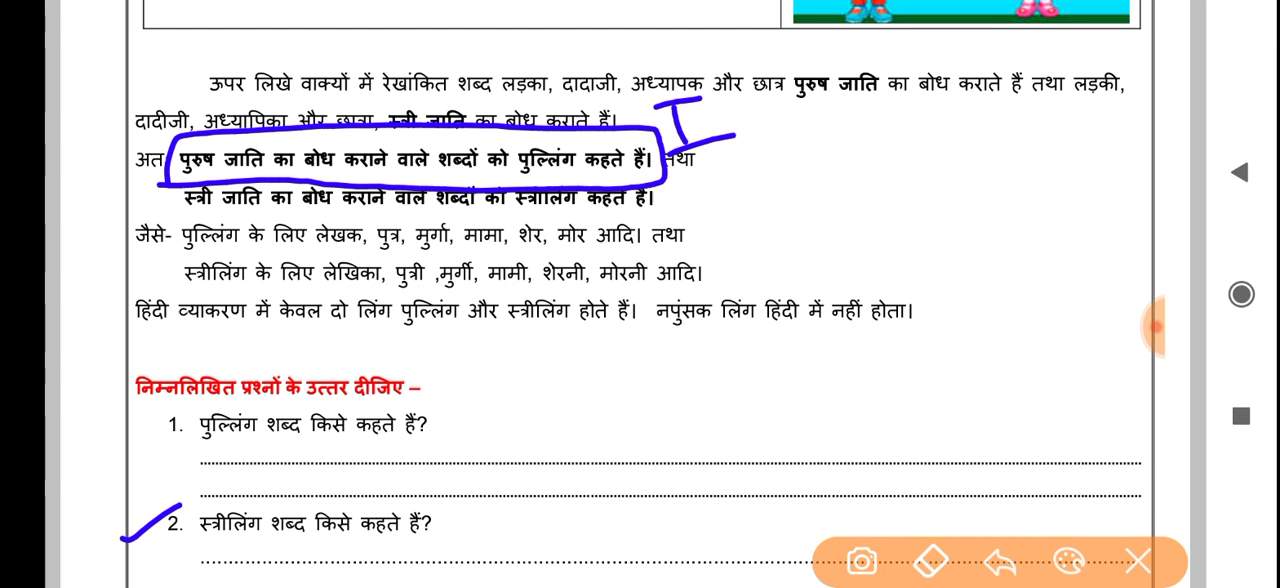 ऊपर लिखे वाक्यों में रेखांकित शब्द लड़का, दादाजी, अध्यापक और छात्र पुरुष जाति का बोध कराते हैं तथा लड़की,
दादीजी, अध्यापिका और छात्रा, स्त्री जाति का बोध कराते हैं।
अत पुरुष जाति का बोध कराने वाले शब्दों को पुल्लिंग कहते हैं। तथा
स्त्री जाति का बोध कराने वाले शब्दों को स्त्रीलिंग कहते हैं।
जैसे- पुल्लिंग के लिए लेखक, पुत्र, मुर्गा, मामा, शेर, मोर आदि। तथा
स्त्रीलिंग के लिए लेखिका, पुत्री ,मुर्गी, मामी, शेरनी, मोरनी आदि।
हिंदी व्याकरण में केवल दो लिंग पुल्लिंग और स्त्रीलिंग होते हैं। नपुंसक लिंग हिंदी में नहीं होता।
निम्नलिखित प्रश्नों के उत्तर दीजिए –
1. पुल्लिंग शब्द किसे कहते हैं?
2. स्त्रीलिंग शब्द किसे कहते हैं?